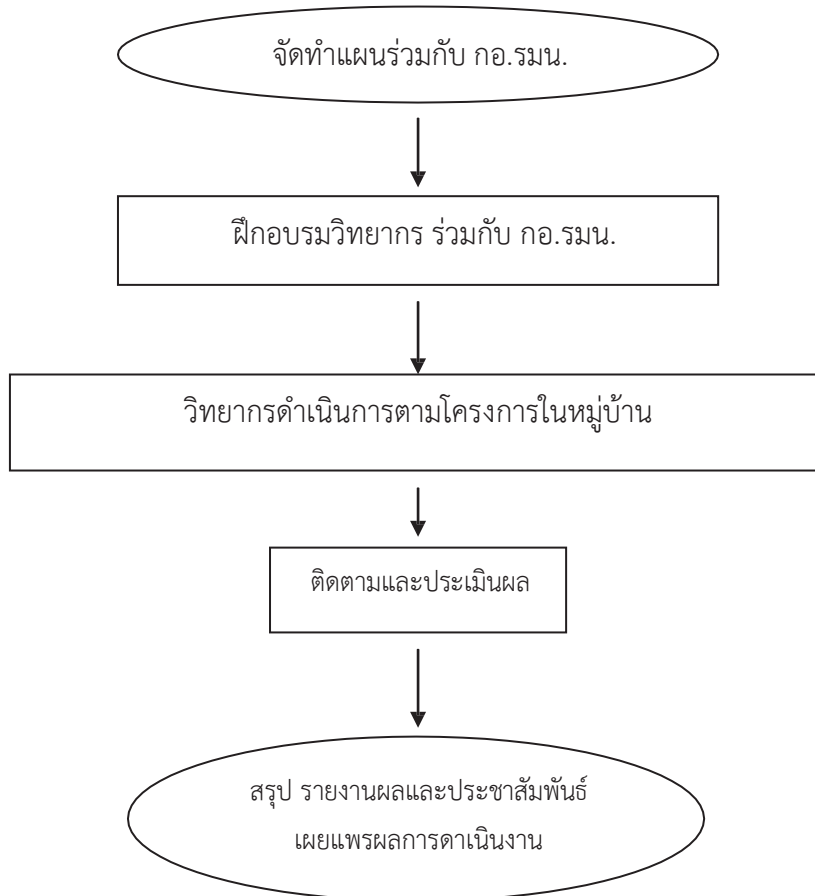 จัดทำแผนร่วมกับ กอ.รมน.
ฝึกอบรมวิทยากร ร่วมกับ กอ.รมน.
วิทยากรดำเนินการตามโครงการในหมู่บ้าน
ติดตามและประเมินผล
สรุป รายงานผลและประชาสัมพันธ์
เผยแพรผลการดาเนินงาน